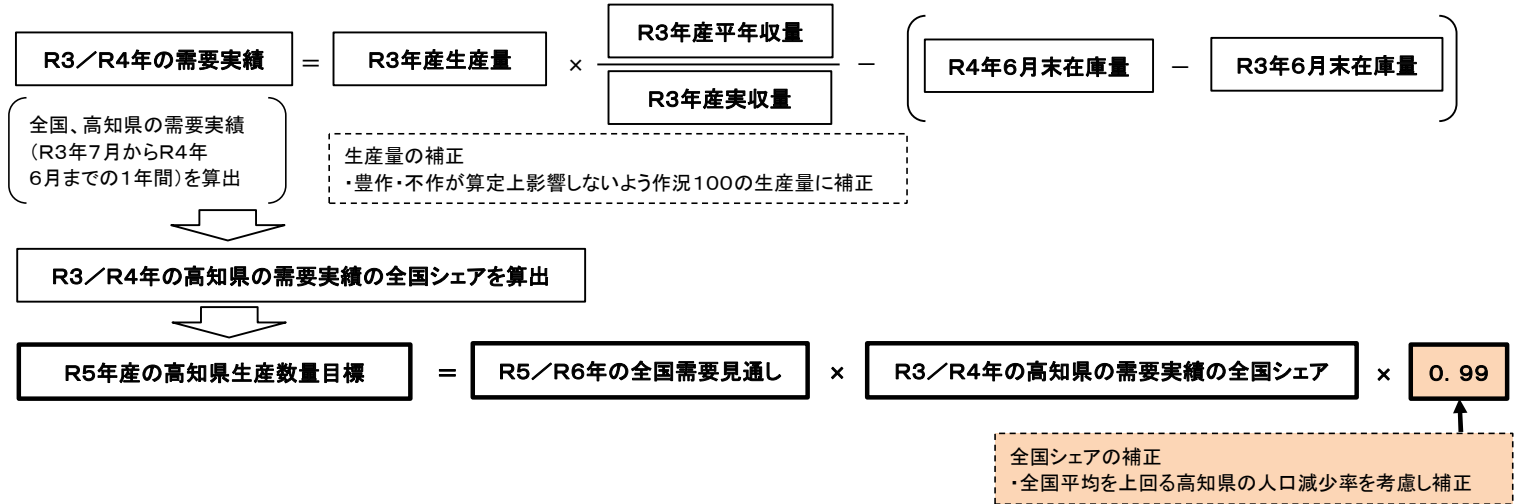 R3／R4年の需要実績 ＝ R3年産生産量 × R3年産平年収量 － R4年6月末在庫量 － R3年6月末在庫量
R3年産実収量
全国、高知県の需要実績
（R3年7月からR4年
6月までの1年間）を算出
生産量の補正
・豊作・不作が算定上影響しないよう作況100の生産量に補正
R3／R4年の高知県の需要実績の全国シェアを算出
R5年産の高知県生産数量目標 ＝ R5／R6年の全国需要見通し × R3／R4年の高知県の需要実績の全国シェア × 0．99
全国シェアの補正
・全国平均を上回る高知県の人口減少率を考慮し補正